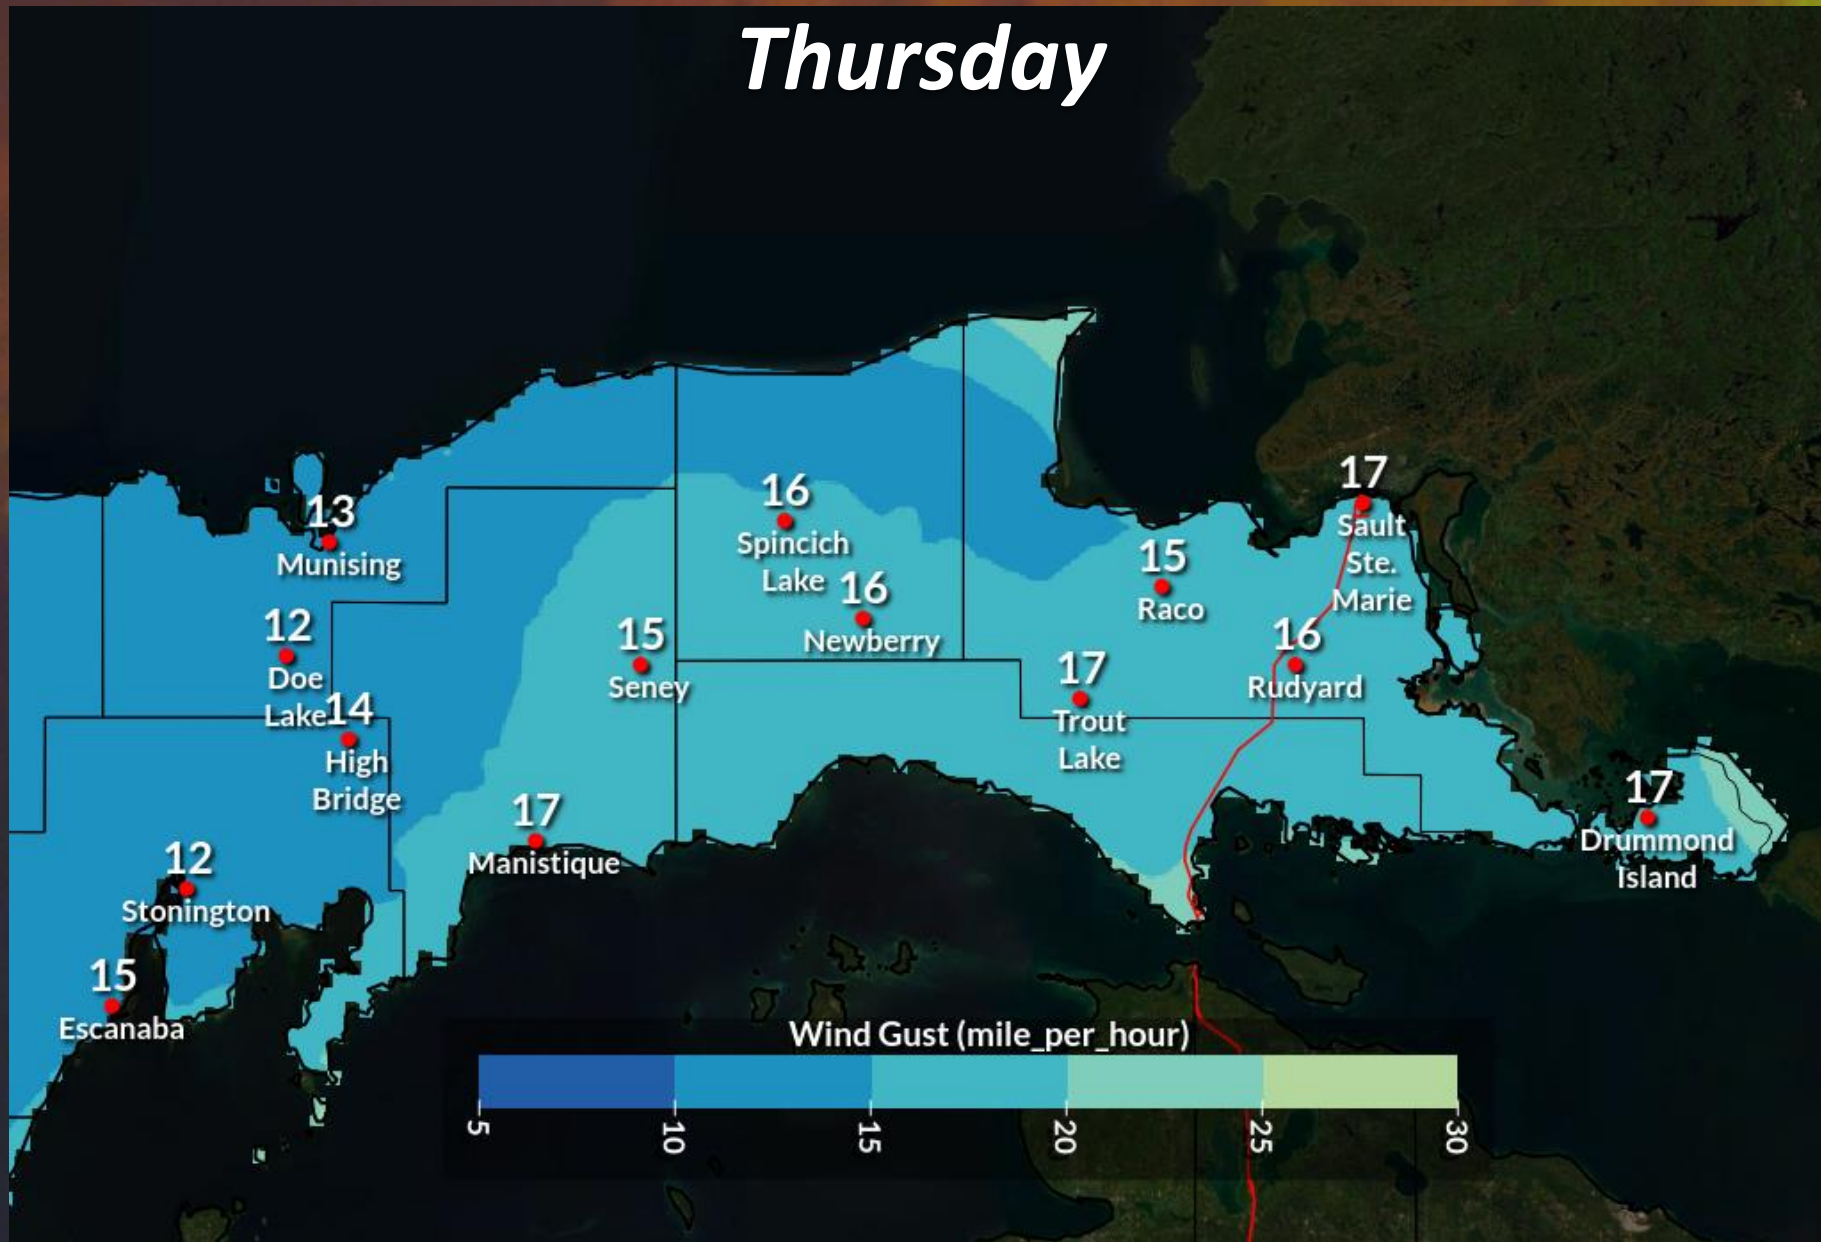 Thursday
17
Sault
Ste.
Marie
16
Spincich
Lake
13
Munising
15
Raco
16
Newberry
12
Doe
Lake
15
Seney
16
Rudyard
17
Trout
Lake
14
High
Bridge
17
Manistique
17
Drummond
Island
12
Stonington
15
Escanaba
Wind Gust (mile_per_hour)
5
10
15
20
25
30